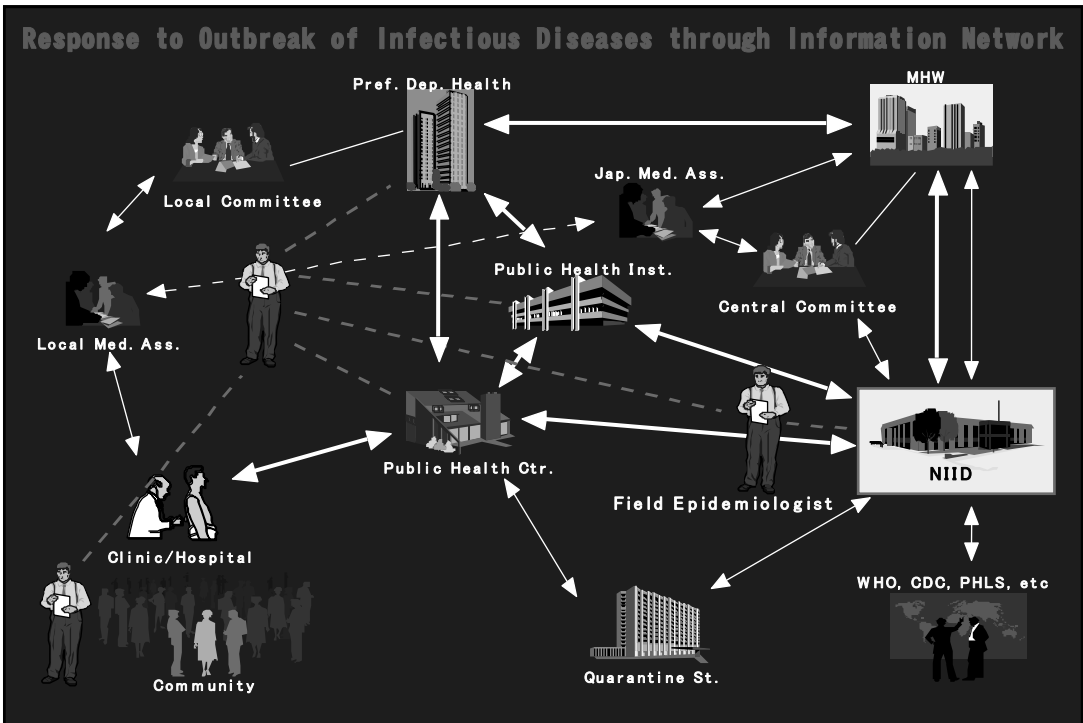 Response to Outbreak of Infectious Diseases through Information Network
Pref. Dep. Health
MHW
Jap. Med. Ass.
Local Committee
Public Health Inst.
Central Committee
Local Med. Ass.
Public Health Ctr.
NIID
Field Epidemiologist
Clinic/Hospital
WHO, CDC, PHLS, etc
Quarantine St.
Community